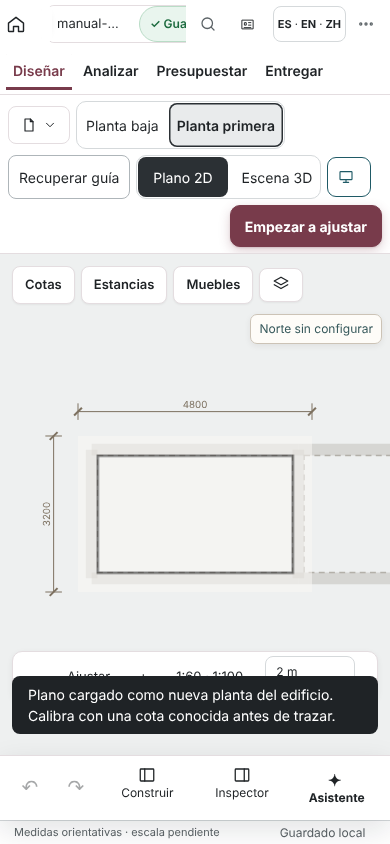 manual-...
✓ Gua
ES · EN · ZH
Diseñar
Analizar
Presupuestar
Entregar
Planta baja
Planta primera
Recuperar guía
Plano 2D
Escena 3D
Empezar a ajustar
Cotas
Estancias
Muebles
Norte sin configurar
4800
3200
Ajustar
1:60
1:100
2 m
Plano cargado como nueva planta del edificio.
Calibra con una cota conocida antes de trazar.
Construir
Inspector
Asistente
Medidas orientativas · escala pendiente
Guardado local